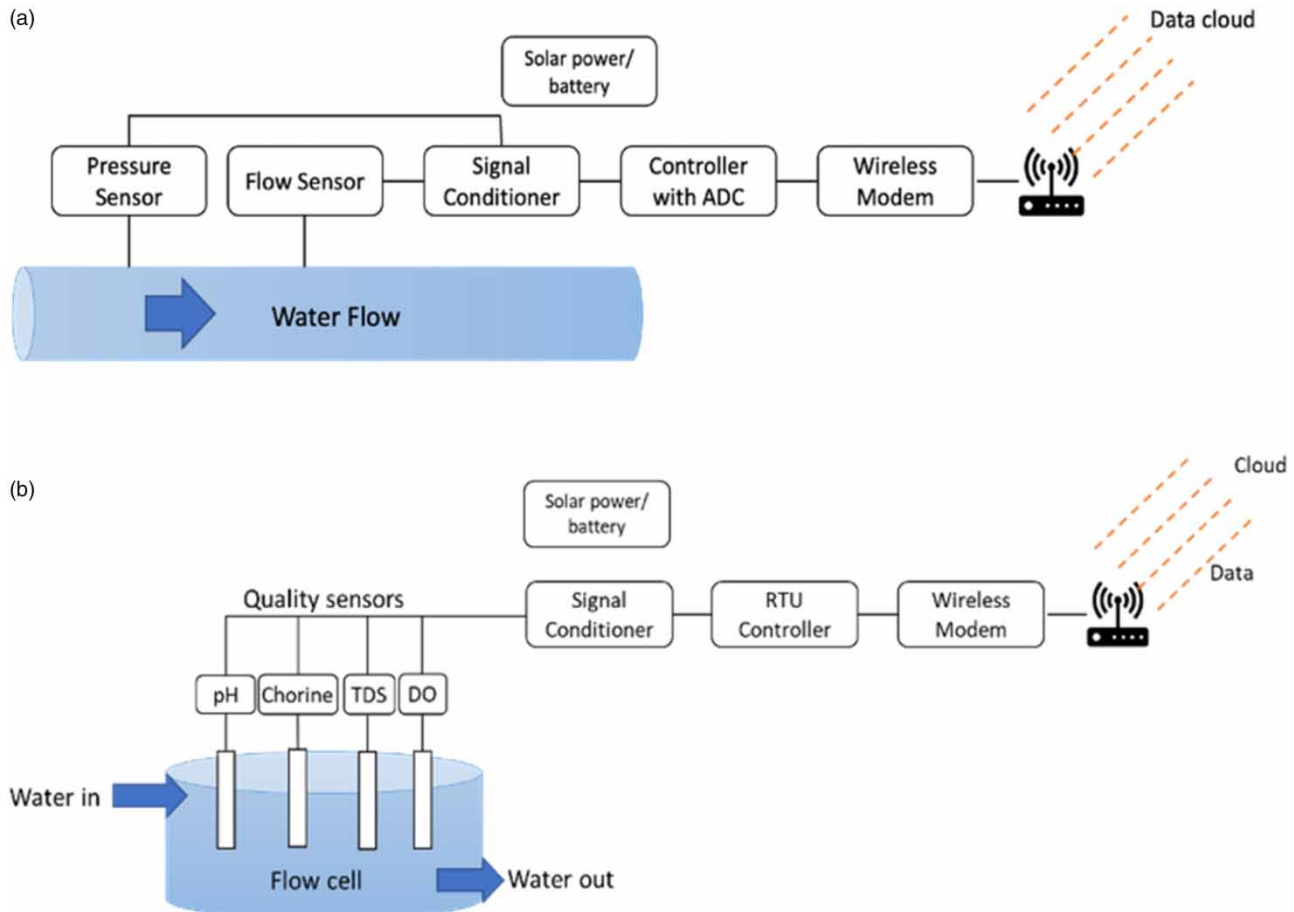 (a)
Data cloud
Solar power/
battery
Pressure
Sensor
Flow Sensor
Signal
Conditioner
Controller
with ADC
Wireless
Modem
Water Flow
(b)
Cloud
Solar power/
battery
Data
Quality sensors
Signal
Conditioner
RTU
Controller
Wireless
Modem
pH
Chorine
TDS
DO
Water in
Flow cell
Water out